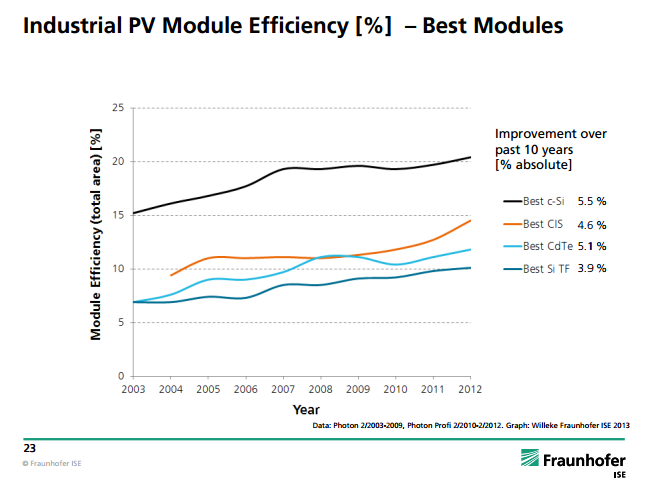 Industrial PV Module Efficiency [%] – Best Modules
Module Efficiency (total area) [%]
25
20
15
10
5
0
2003 2004 2005 2006 2007 2008 2009 2010 2011 2012
Year
Improvement over
past 10 years
[% absolute]
Best c-Si 5.5 %
Best CIS 4.6 %
Best CdTe 5.1 %
Best Si TF 3.9 %
Data: Photon 2/2003-2009, Photon Profi 2/2010-2/2012. Graph: Willeke Fraunhofer ISE 2013
23
© Fraunhofer ISE
Fraunhofer
ISE